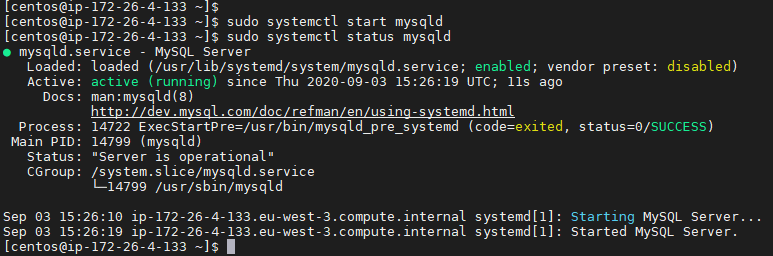 [centos@ip-172-26-4-133 ~]$
[centos@ip-172-26-4-133 ~]$ sudo systemctl start mysqld
[centos@ip-172-26-4-133 ~]$ sudo systemctl status mysqld
● mysqld.service - MySQL Server
   Loaded: loaded (/usr/lib/systemd/system/mysqld.service; enabled; vendor preset: disabled)
   Active: active (running) since Thu 2020-09-03 15:26:19 UTC; 11s ago
     Docs: man:mysqld(8)
           http://dev.mysql.com/doc/refman/en/using-systemd.html
  Process: 14722 ExecStartPre=/usr/bin/mysqld_pre_systemd (code=exited, status=0/SUCCESS)
 Main PID: 14799 (mysqld)
   Status: "Server is operational"
   CGroup: /system.slice/mysqld.service
           └─14799 /usr/sbin/mysqld
Sep 03 15:26:10 ip-172-26-4-133.eu-west-3.compute.internal systemd[1]: Starting MySQL Server...
Sep 03 15:26:19 ip-172-26-4-133.eu-west-3.compute.internal systemd[1]: Started MySQL Server.
[centos@ip-172-26-4-133 ~]$